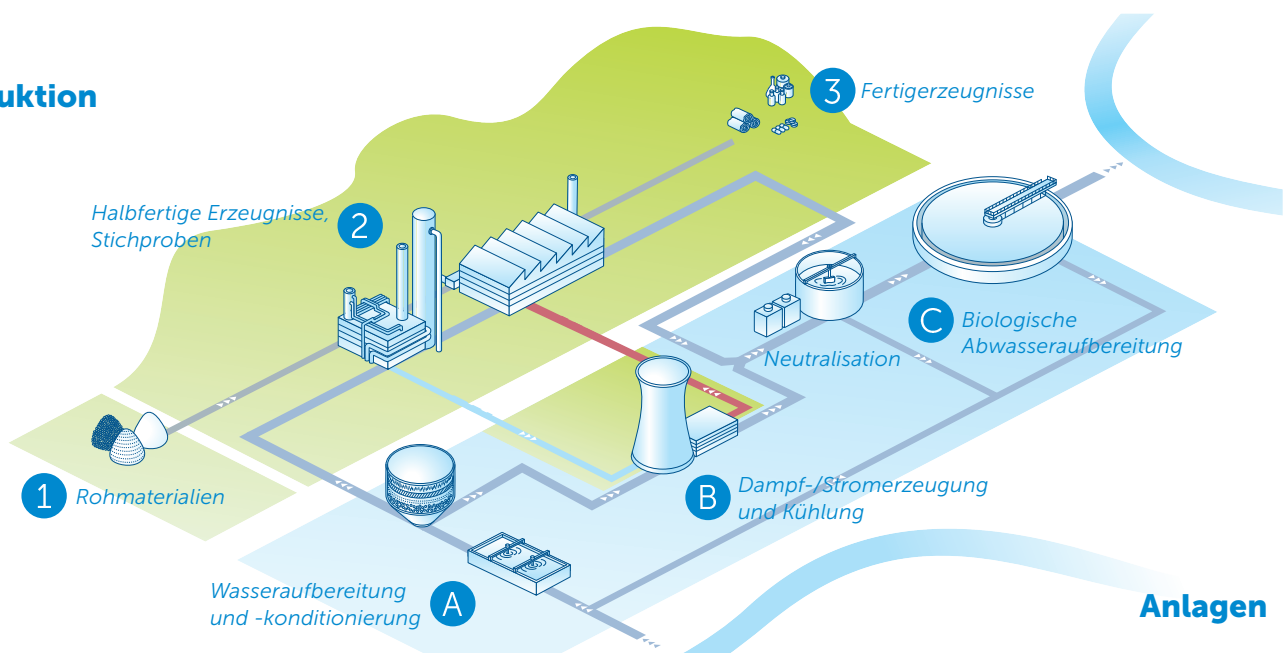 uktion
3 Fertigerzeugnisse
Halbfertige Erzeugnisse,
Stichproben
2
C Biologische
Abwasseraufbereitung
Neutralisation
1 Rohmaterialien
B Dampf-/Stromerzeugung
und Kühlung
Wasseraufbereitung
und -konditionierung
A
Anlagen